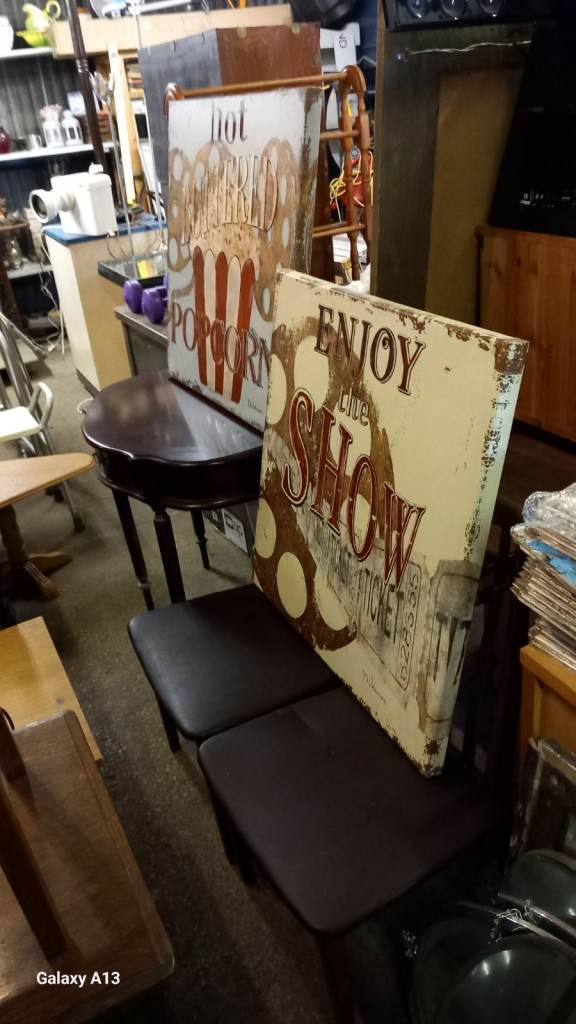 hot
BUTTERED
POPCORN
ENJOY
the
SHOW
TICKET
Galaxy A13